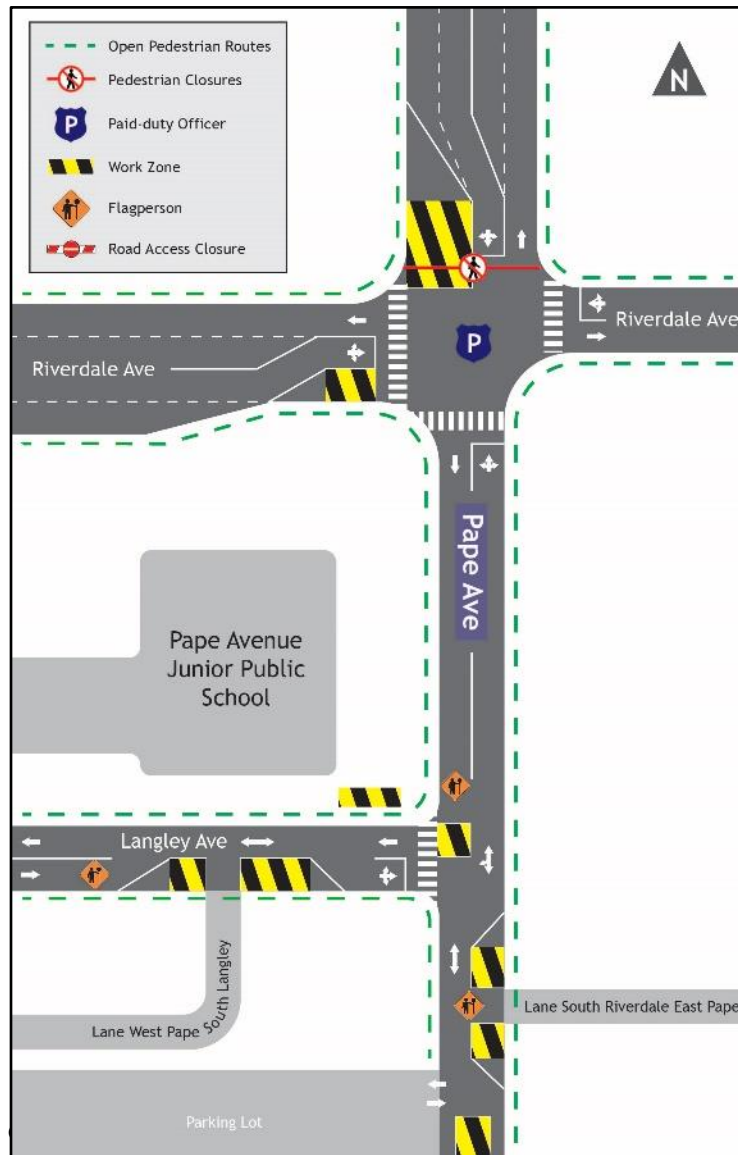 Open Pedestrian Routes
Pedestrian Closures
P
Paid-duty Officer
Work Zone
Flagperson
Road Access Closure
N
Riverdale Ave
Riverdale Ave
P
Pape Ave
Pape Avenue
Junior Public
School
Langley Ave
South Langley
Lane West Pape
Lane South Riverdale East Pape
Parking Lot